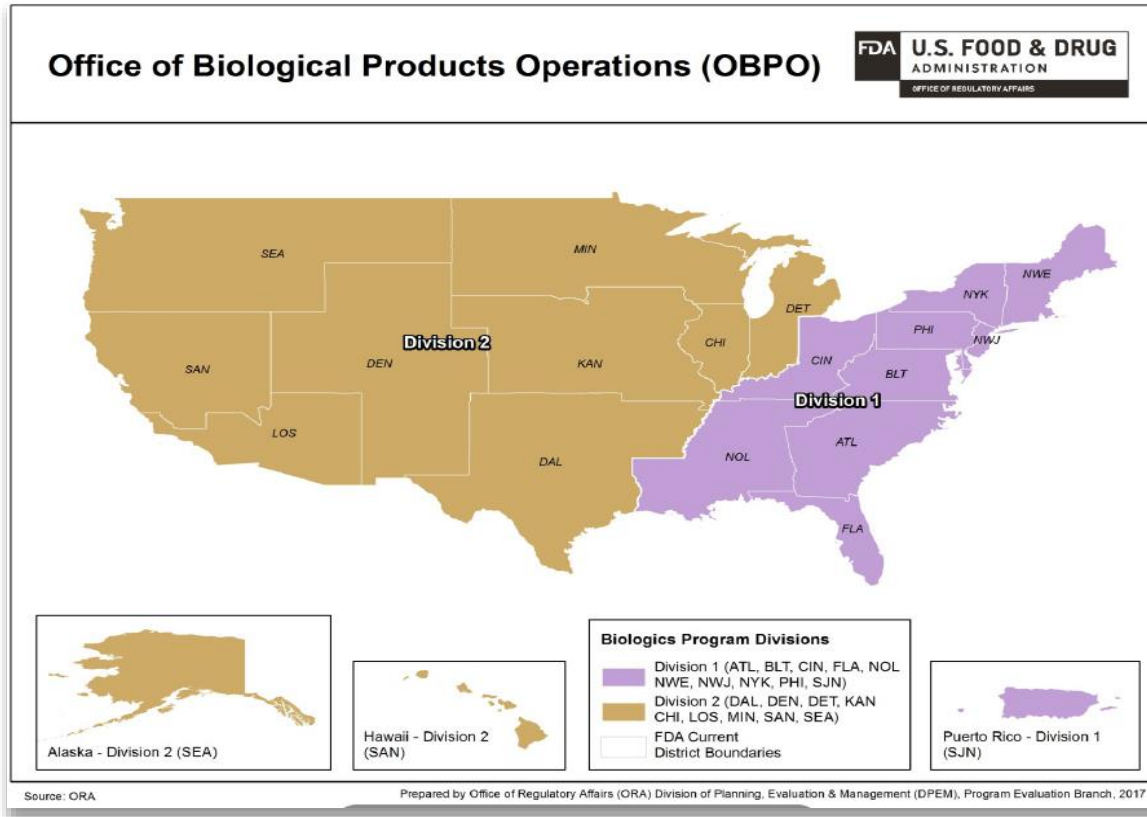 Office of Biological Products Operations (OBPO)
FDA
U.S. FOOD & DRUG
ADMINISTRATION
OFFICE OF REGULATORY AFFAIRS
SEA
MIN
NWE
NYK
DET
PHI
NWJ
Division 2
CHI
CIN
SAN
DEN
KAN
BLT
Division 1
LOS
ATL
DAL
NOL
FLA
Alaska - Division 2 (SEA)
Hawaii - Division 2
(SAN)
Biologics Program Divisions
Division 1 (ATL, BLT, CIN, FLA, NOL
NWE, NWJ, NYK, PHI, SJN)
Division 2 (DAL, DEN, DET, KAN
CHI, LOS, MIN, SAN, SEA)
FDA Current
District Boundaries
Puerto Rico - Division 1
(SJN)
Source: ORA
Prepared by Office of Regulatory Affairs (ORA) Division of Planning, Evaluation & Management (DPEM), Program Evaluation Branch, 2017